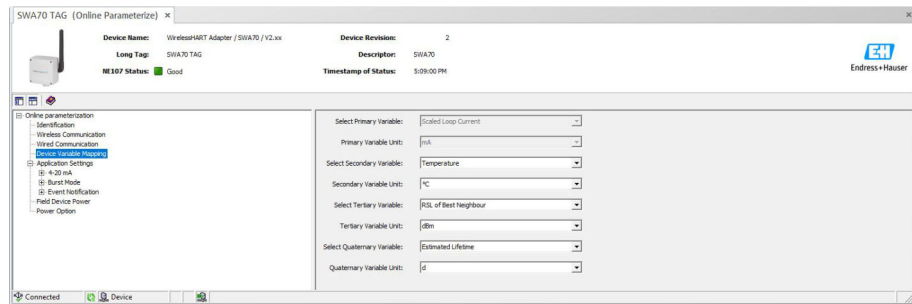 SWA70 TAG (Online Parameterize) ×
Device Name: WirelessHART Adapter / SWA70 / V2.xx Device Revision: 2
Long Tag: SWA70 TAG Descriptor: SWA70
NE107 Status: Good Timestamp of Status: 5:09:00 PM
EH
Endress+Hauser
Online parameterization
Identification
Wireless Communication
Wired Communication
Device Variable Mapping
Application Settings
4-20 mA
Burst Mode
Event Notification
Field Device Power
Power Option
Select Primary Variable: Scaled Loop Current
Primary Variable Unit: mA
Select Secondary Variable: Temperature
Secondary Variable Unit: °C
Select Tertiary Variable: RSL of Best Neighbour
Tertiary Variable Unit: dBm
Select Quaternary Variable: Estimated Lifetime
Quaternary Variable Unit: d
Connected Device